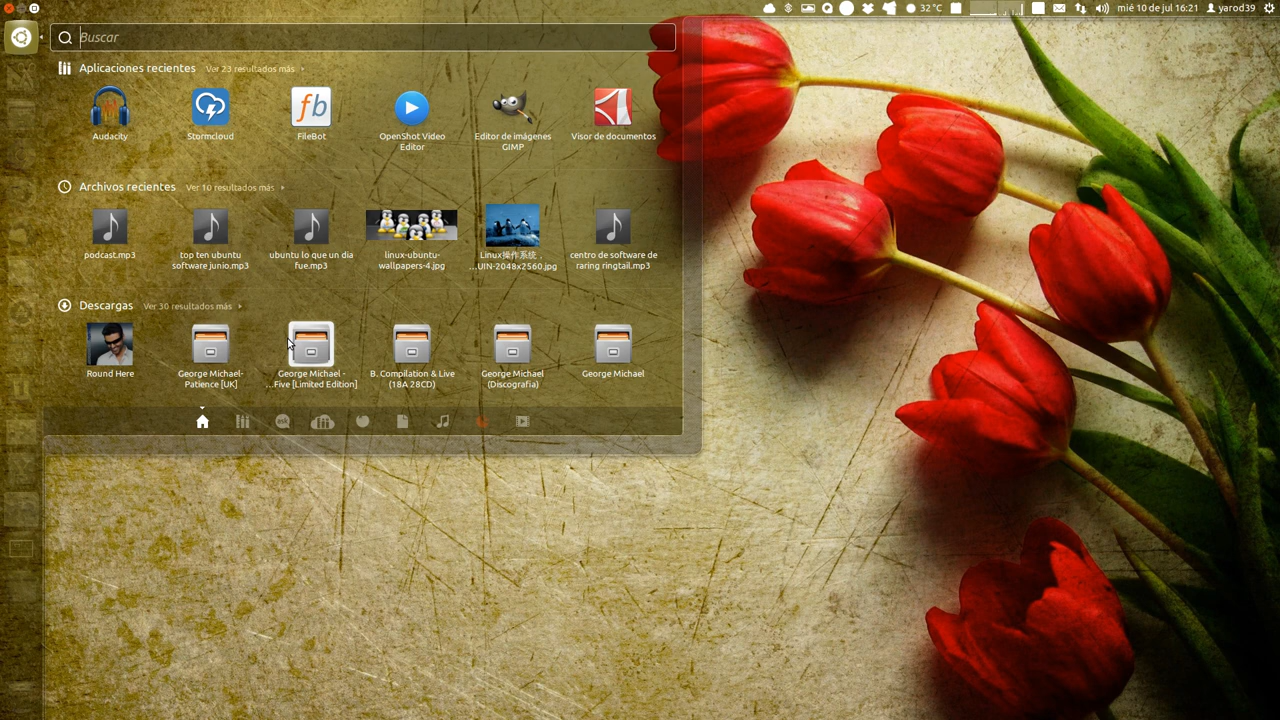 32 °C
mié 10 de jul 16:21
yarod39
Buscar
Aplicaciones recientes Ver 23 resultados más
Audacity
Stormcloud
fb
FileBot
OpenShot Video
Editor
Editor de imágenes
GIMP
Visor de documentos
Archivos recientes Ver 10 resultados más
podcast.mp3
top ten ubuntu
software junio.mp3
ubuntu lo que un dia
fue.mp3
linux-ubuntu-
wallpapers-4.jpg
Linux操作系统，
...UIN-2048x2560.jpg
centro de software de
raring ringtail.mp3
Descargas Ver 30 resultados más
Round Here
George Michael-
Patience [UK]
George Michael -
...Five [Limited Edition]
B. Compilation & Live
(18A 28CD)
George Michael
(Discografia)
George Michael